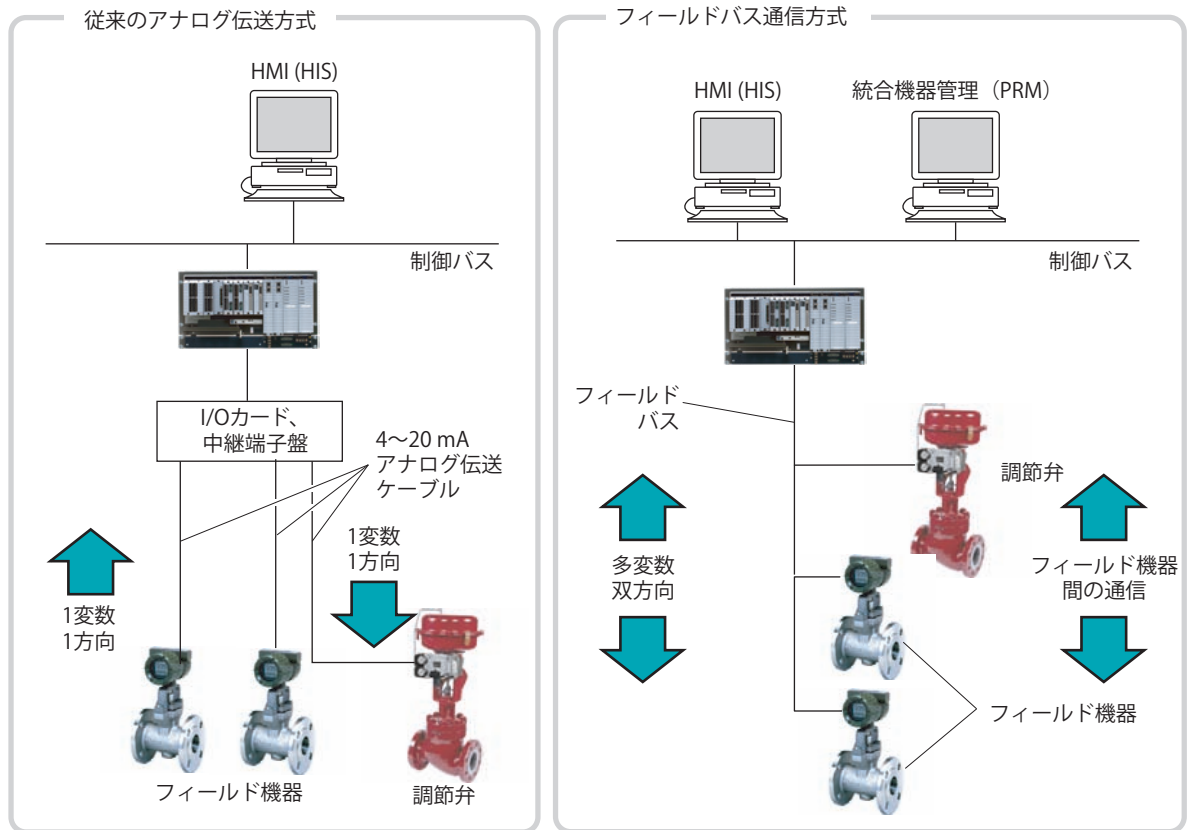 従来のアナログ伝送方式
HMI (HIS)
制御バス
I/Oカード、
中継端子盤
4～20 mA
アナログ伝送
ケーブル
1変数
1方向
1変数
1方向
フィールド機器
調節弁
フィールドバス通信方式
HMI (HIS)
統合機器管理（PRM）
制御バス
フィールド
バス
調節弁
多変数
双方向
フィールド機器
間の通信
フィールド機器